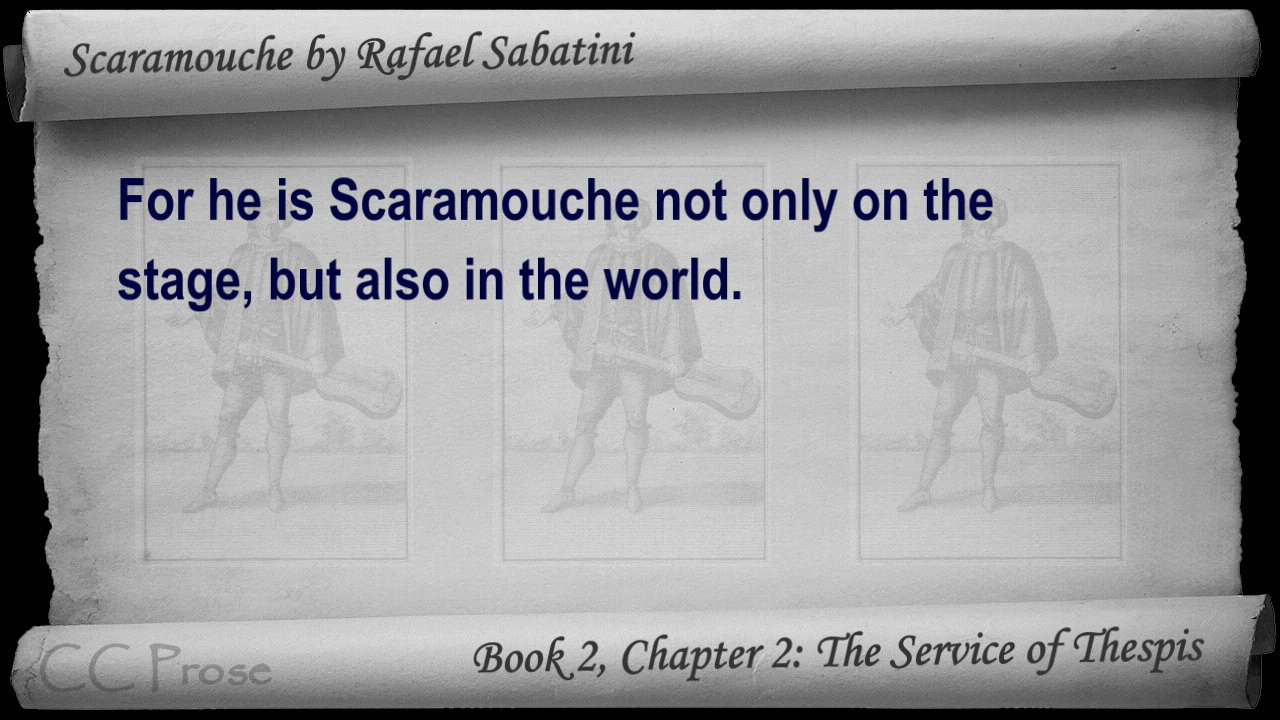 Scaramouche by Rafael Sabatini
For he is Scaramouche not only on the
stage, but also in the world.
Book 2, Chapter 2: The Service of Thespis
CC Prose